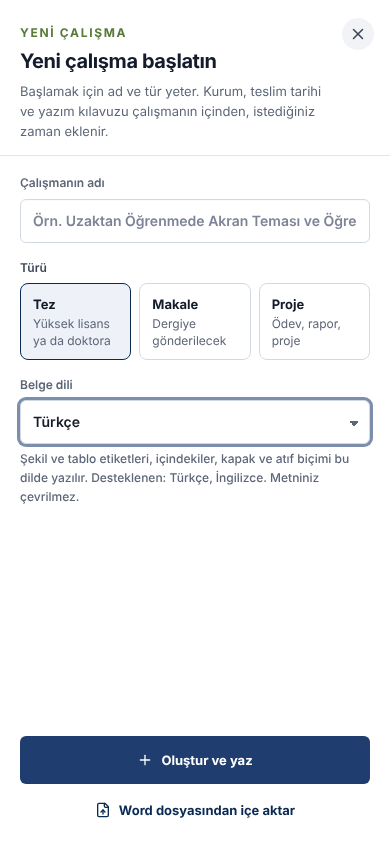 YENİ ÇALIŞMA
Yeni çalışma başlatın
Başlamak için ad ve tür yeter. Kurum, teslim tarihi
ve yazım kılavuzu çalışmanın içinden, istediğiniz
zaman eklenir.
Çalışmanın adı
Örn. Uzaktan Öğrenmede Akran Teması ve Öğre
Türü
Tez
Yüksek lisans
ya da doktora
Makale
Dergiye
gönderilecek
Proje
Ödev, rapor,
proje
Belge dili
Türkçe
Şekil ve tablo etiketleri, içindekiler, kapak ve atıf biçimi bu
dilde yazılır. Desteklenen: Türkçe, İngilizce. Metniniz
çevrilmez.
Oluştur ve yaz
Word dosyasından içe aktar